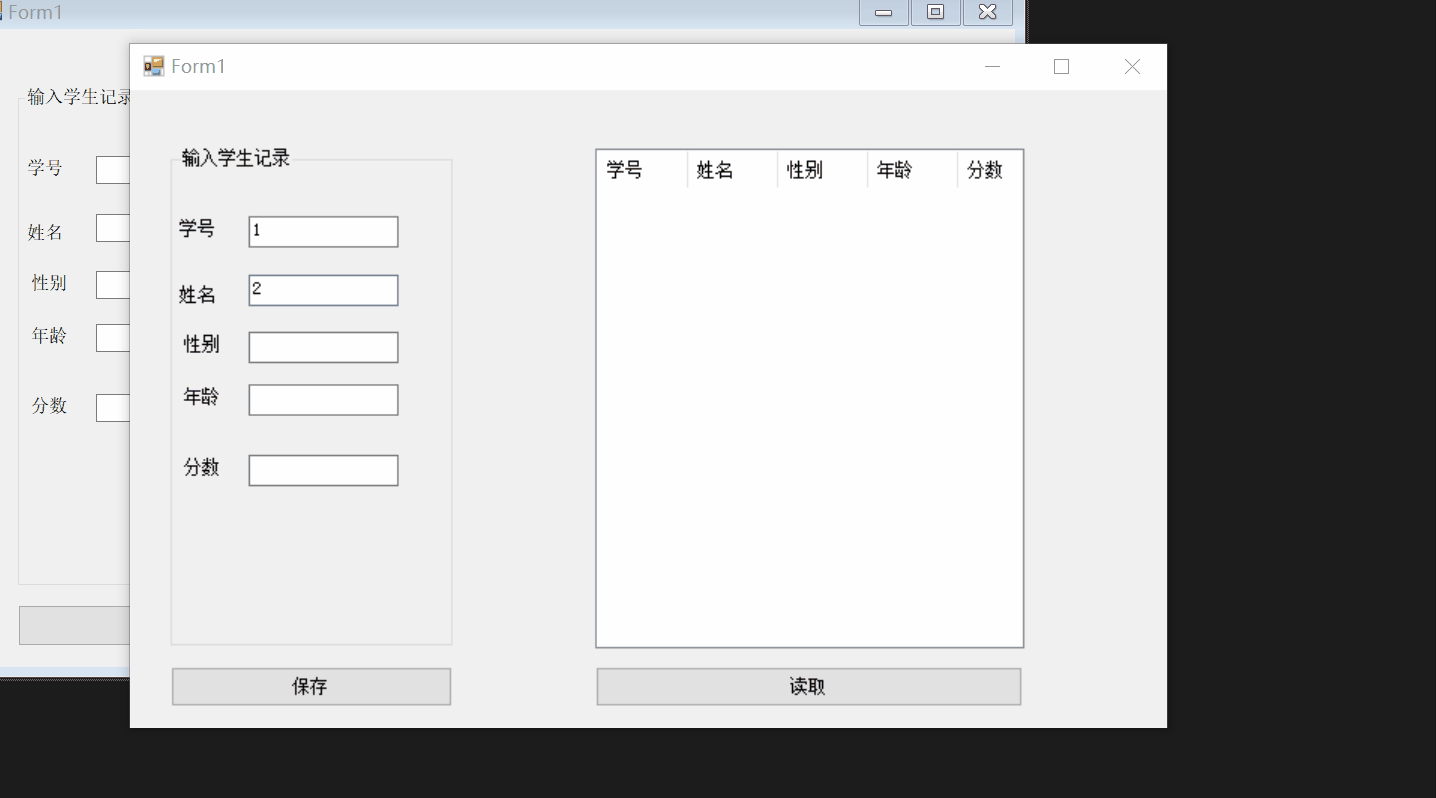 Form1
输入学生记录
学号
姓名
性别
年龄
分数
Form1
输入学生记录
学号 1
姓名 2
性别
年龄
分数
保存
学号 姓名 性别 年龄 分数
读取